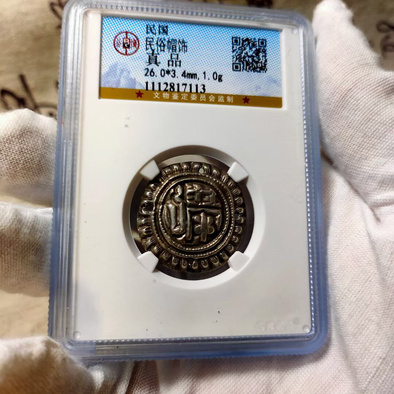 民国
民俗帽饰
真品
26.0*3.4mm,1.0g
1112817113
★ 文物鉴定委员会监制 ★